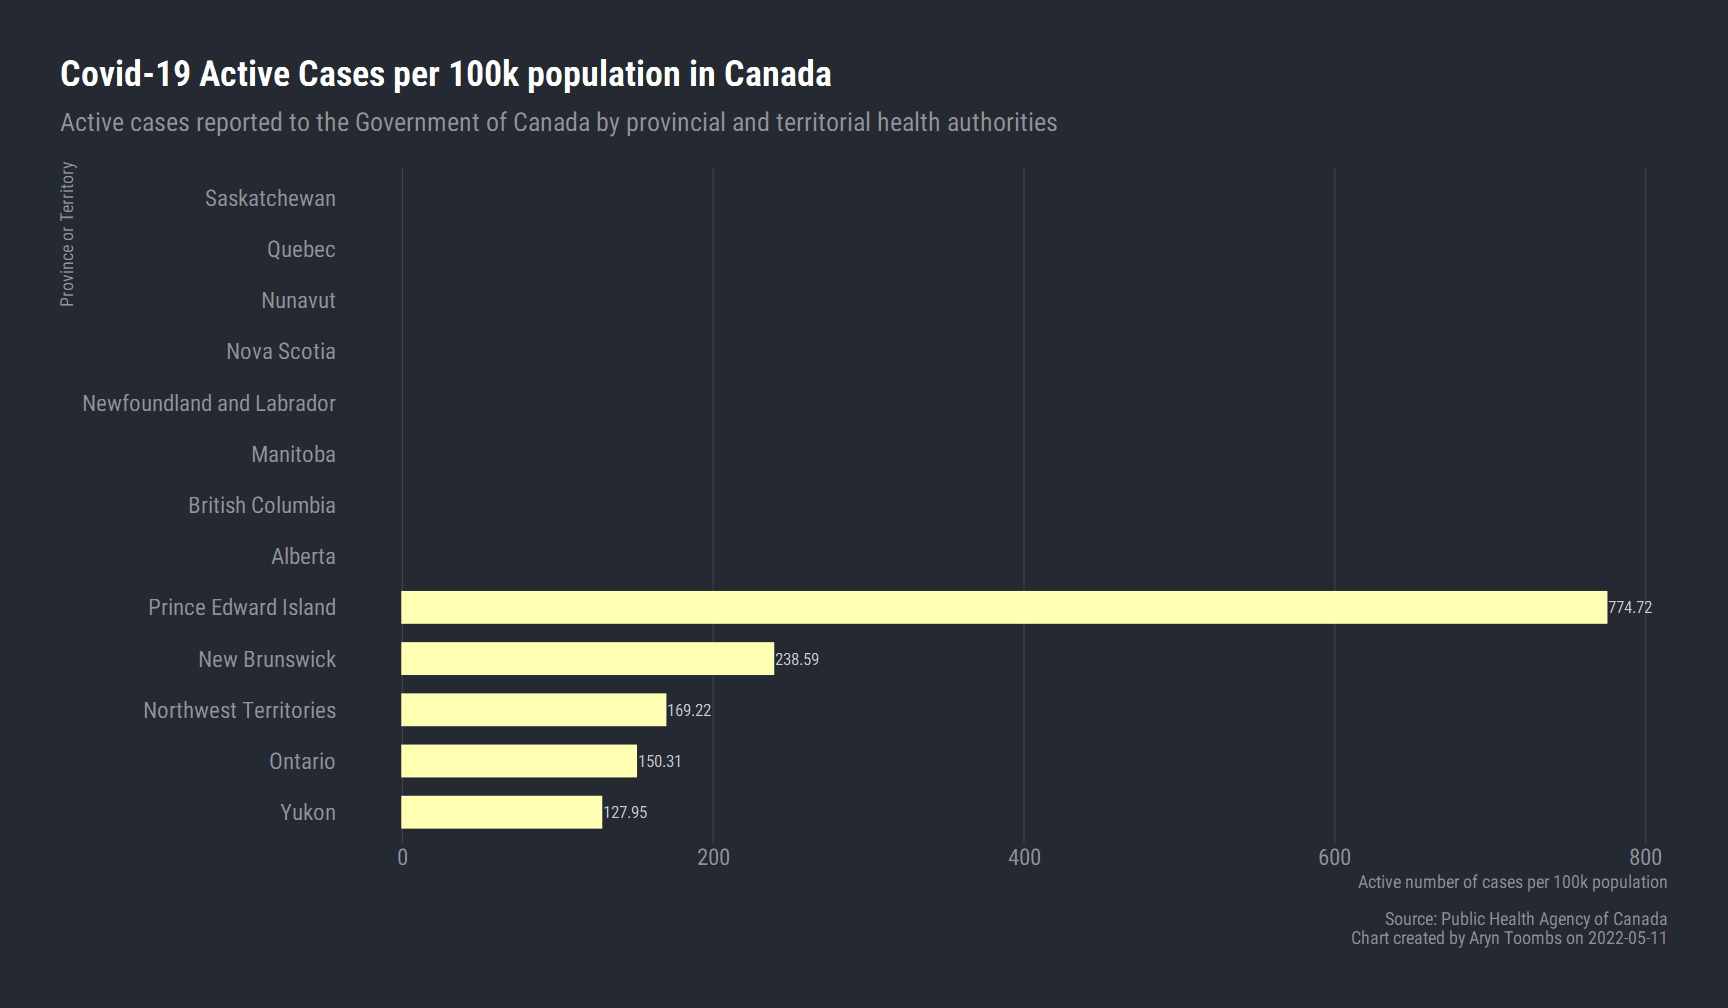 Covid-19 Active Cases per 100k population in Canada
Active cases reported to the Government of Canada by provincial and territorial health authorities
Province or Territory
Saskatchewan
Quebec
Nunavut
Nova Scotia
Newfoundland and Labrador
Manitoba
British Columbia
Alberta
Prince Edward Island 774.72
New Brunswick 238.59
Northwest Territories 169.22
Ontario 150.31
Yukon 127.95
0 200 400 600 800
Active number of cases per 100k population
Source: Public Health Agency of Canada
Chart created by Aryn Toombs on 2022-05-11